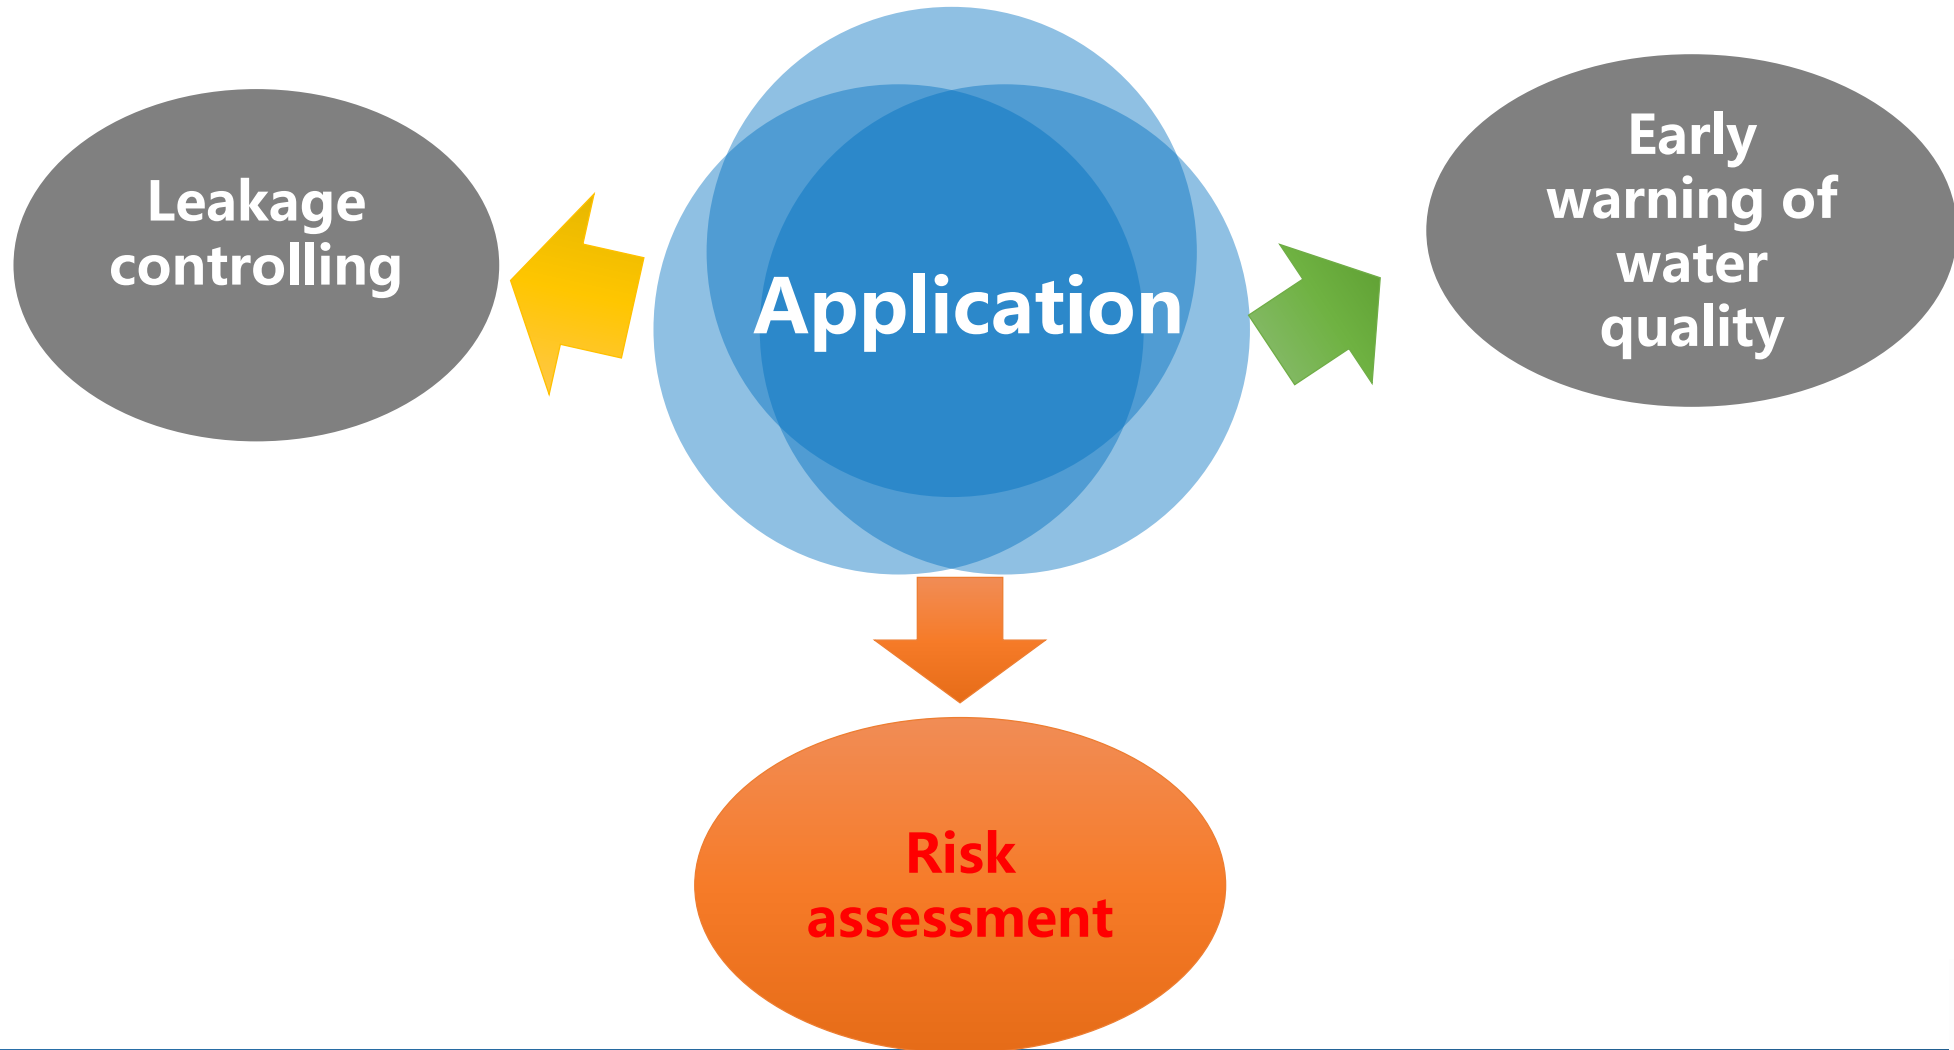 Leakage
controlling
Application
Early
warning of
water
quality
Risk
assessment